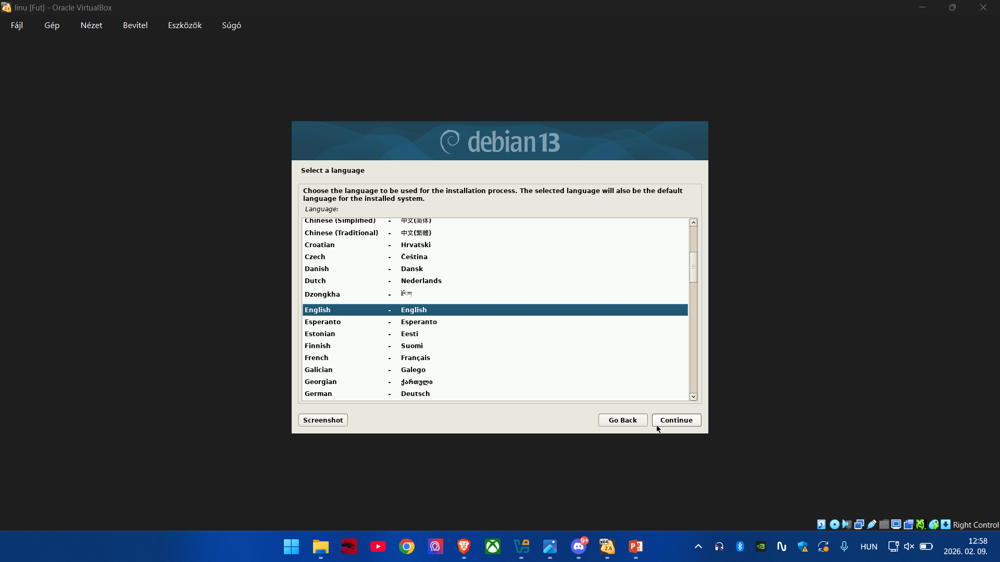 linu [Fut] - Oracle VirtualBox
Fájl Gép Nézet Bevitel Eszközök Súgó
debian 13
Select a language
Choose the language to be used for the installation process. The selected language will also be the default
language for the installed system.
Language:
Chinese (Simplified) - 中文(简体)
Chinese (Traditional) - 中文(繁體)
Croatian - Hrvatski
Czech - Čeština
Danish - Dansk
Dutch - Nederlands
Dzongkha - རྫོང་ཁ།
English - English
Esperanto - Esperanto
Estonian - Eesti
Finnish - Suomi
French - Français
Galician - Galego
Georgian - ქართული
German - Deutsch
Screenshot Go Back Continue
Right Control
9+
x64
2.6
HUN
12:58
2026. 02. 09.